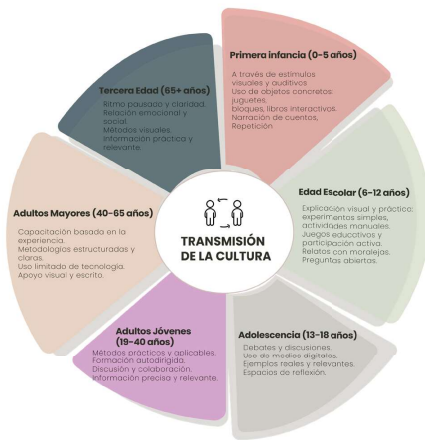 Primera infancia (0-5 años)
A través de estímulos
visuales y auditivos
Uso de objetos concretos:
juguetes,
bloques, libros interactivos.
Narración de cuentos,
Repetición
Edad Escolar (6-12 años)
Explicación visual y práctica:
experimentos simples,
actividades manuales.
Juegos educativos y
participación activa.
Relatos con moralejas.
Preguntas abiertas.
Adolescencia (13-18 años)
Debates y discusiones.
Uso de medios digitales.
Ejemplos reales y relevantes.
Espacios de reflexión.
Adultos Jóvenes
(19-40 años)
Métodos prácticos y aplicables.
Formación autodirigida.
Discusión y colaboración.
Información precisa y relevante.
Adultos Mayores (40-65 años)
Capacitación basada en la
experiencia.
Metodologías estructuradas y
claras.
Uso limitado de tecnología.
Apoyo visual y escrito.
Tercera Edad (65+ años)
Ritmo pausado y claridad.
Relación emocional y
social.
Métodos visuales.
Información práctica y
relevante.
TRANSMISIÓN
DE LA CULTURA